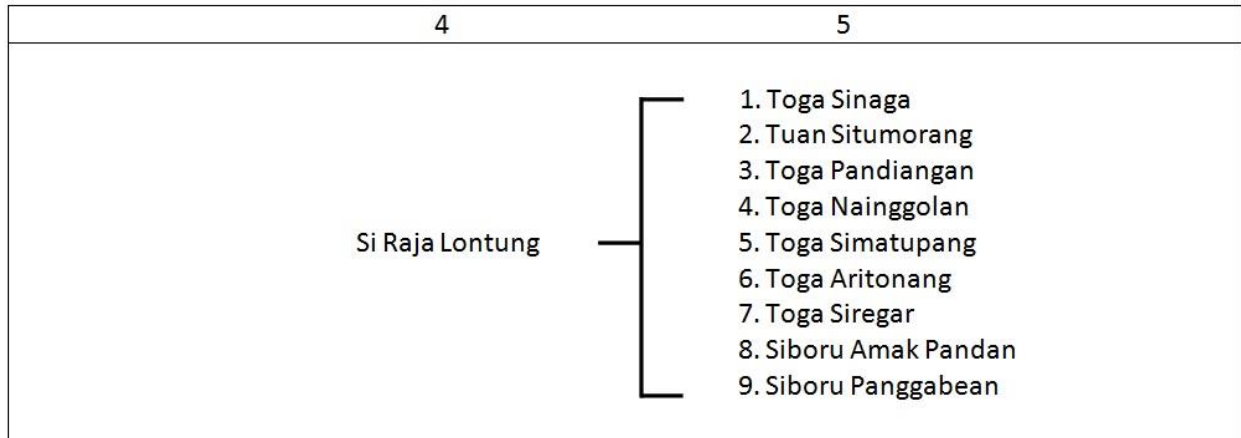 4 5
1. Toga Sinaga
2. Tuan Situmorang
3. Toga Pandiangan
4. Toga Nainggolan
Si Raja Lontung 5. Toga Simatupang
6. Toga Aritonang
7. Toga Siregar
8. Siboru Amak Pandan
9. Siboru Panggabean